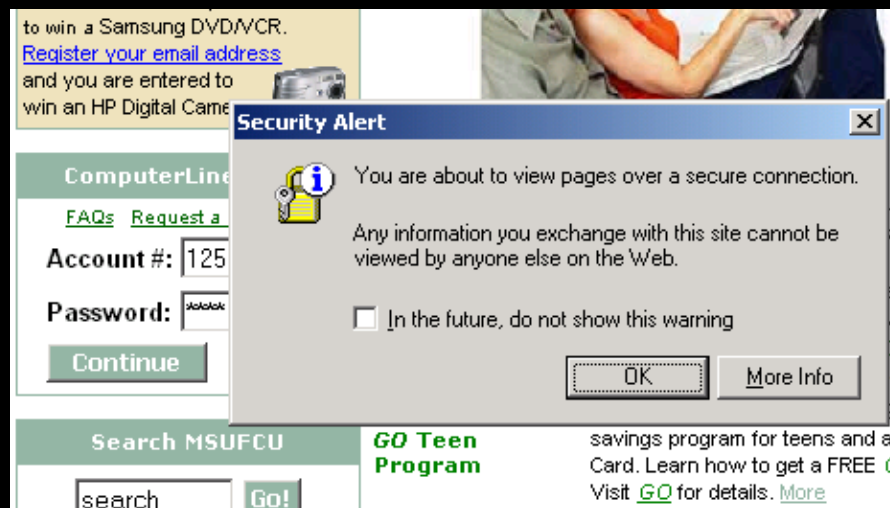 to win a Samsung DVD/VCR.
Register your email address
and you are entered to
win an HP Digital Came
Security Alert
You are about to view pages over a secure connection.
Any information you exchange with this site cannot be
viewed by anyone else on the Web.
In the future, do not show this warning
OK
More Info
ComputerLine
FAQs Request a
Account #: 125
Password: ****
Continue
Search MSUFCU
search Go!
GO Teen
Program
savings program for teens and a
Card. Learn how to get a FREE
Visit GO for details. More